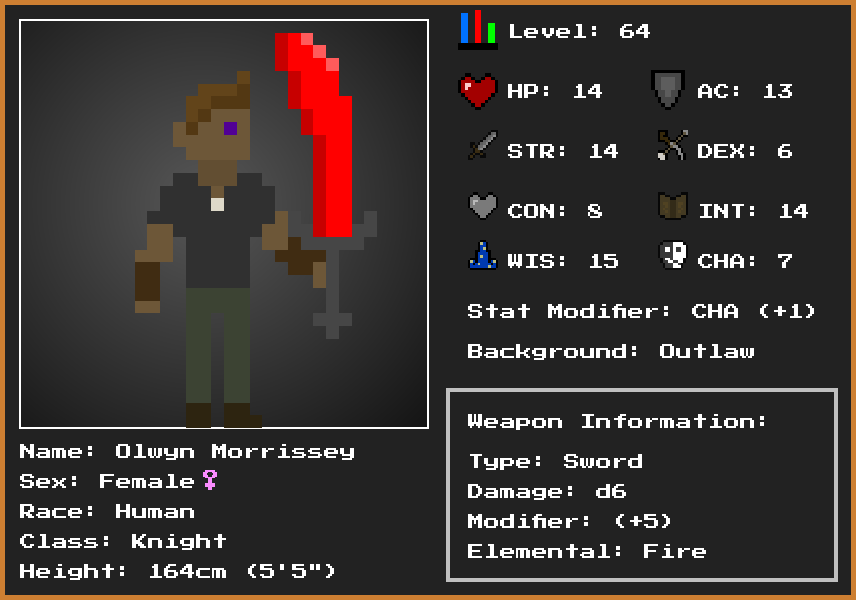 Level: 64
HP: 14
AC: 13
STR: 14
DEX: 6
CON: 8
INT: 14
WIS: 15
CHA: 7
Stat Modifier: CHA (+1)
Background: Outlaw
Name: Olwyn Morrissey
Sex: Female♀
Race: Human
Class: Knight
Height: 164cm (5'5")
Weapon Information:
Type: Sword
Damage: d6
Modifier: (+5)
Elemental: Fire